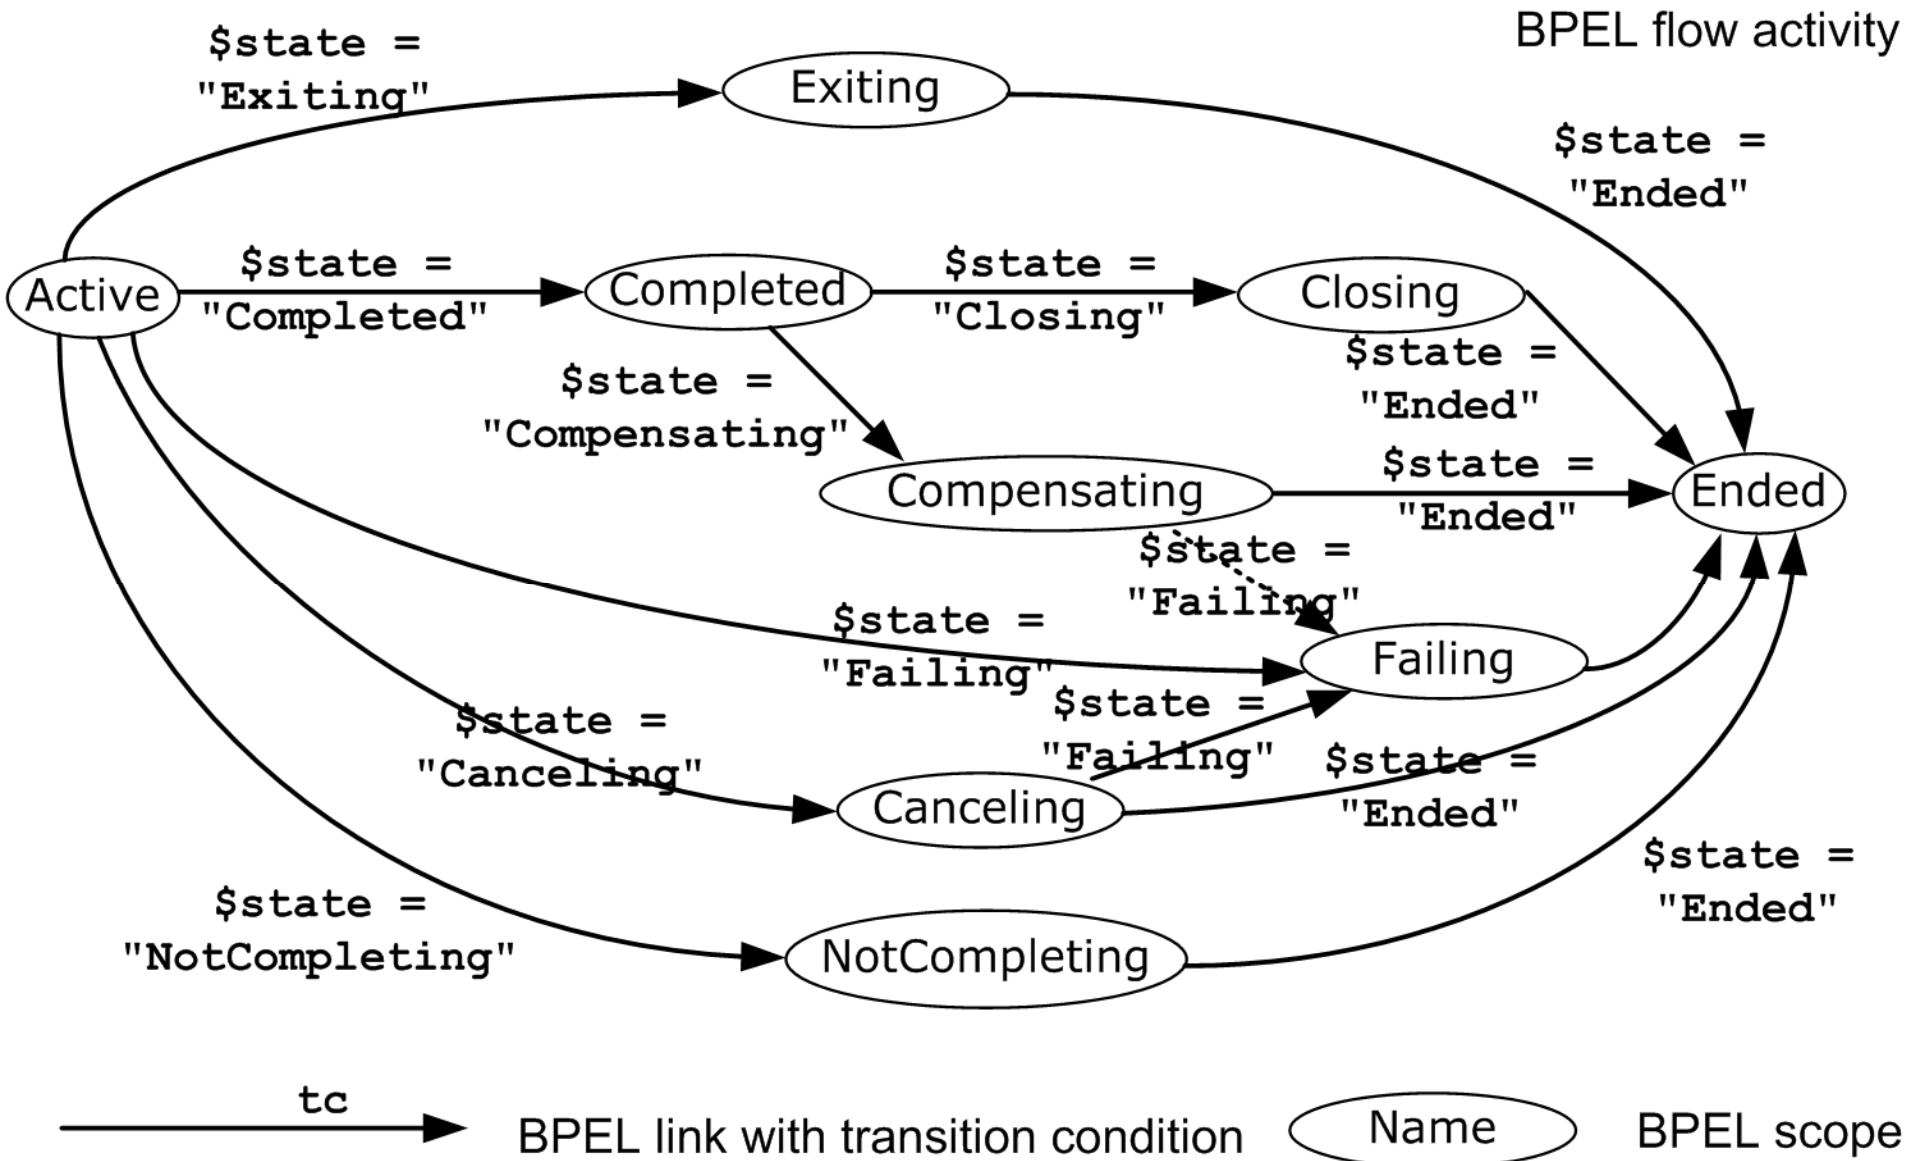 BPEL flow activity
$state =
"Exiting"
Exiting
$state =
"Ended"
Active
$state =
"Completed"
Completed
$state =
"Closing"
Closing
$state =
"Ended"
$state =
"Compensating"
Compensating
$state =
"Ended"
Ended
$state =
"Failing"
$state =
"Failing"
Failing
$state =
"Failing"
$state =
"Canceling"
Canceling
$state =
"Ended"
$state =
"Ended"
$state =
"NotCompleting"
NotCompleting
tc
BPEL link with transition condition
Name
BPEL scope